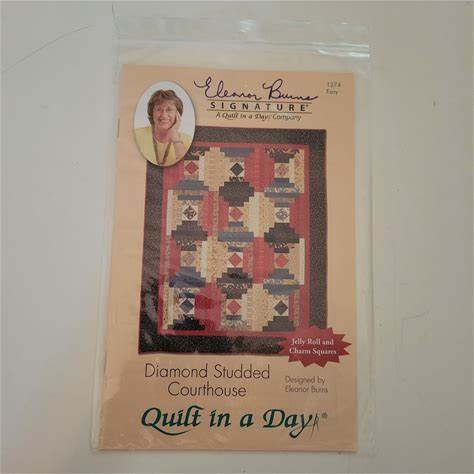 Eleanor Burns
SIGNATURE®
A Quilt in a Day® Company
1374
Easy
Jelly Roll and
Charm Squares
Diamond Studded
Courthouse
Designed by
Eleanor Burns
Quilt in a Day®